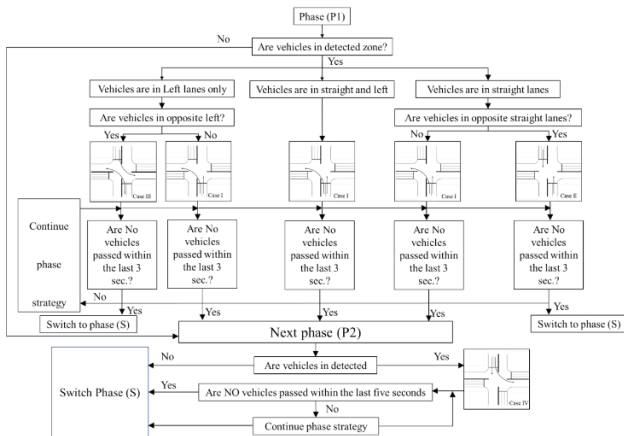 Phase (P1)
No
Are vehicles in detected zone?
Yes
Vehicles are in Left lanes only
Vehicles are in straight and left
Vehicles are in straight lanes
Are vehicles in opposite left?
Are vehicles in opposite straight lanes?
Yes
No
No
Yes
Case III
Case I
Case I
Case I
Case II
Continue
phase
strategy
Are No
vehicles
passed within
the last 3
sec.?
Are No
vehicles
passed within
the last 3
sec.?
Are No
vehicles
passed within
the last 3
sec.?
Are No
vehicles
passed within
the last 3
sec.?
Are No
vehicles
passed within
the last 3
sec.?
No
Yes
Yes
Yes
Yes
Yes
Switch to phase (S)
Next phase (P2)
Switch to phase (S)
No
Are vehicles in detected
Yes
Switch Phase (S)
Yes
Are NO vehicles passed within the last five seconds
No
Continue phase strategy
Case IV